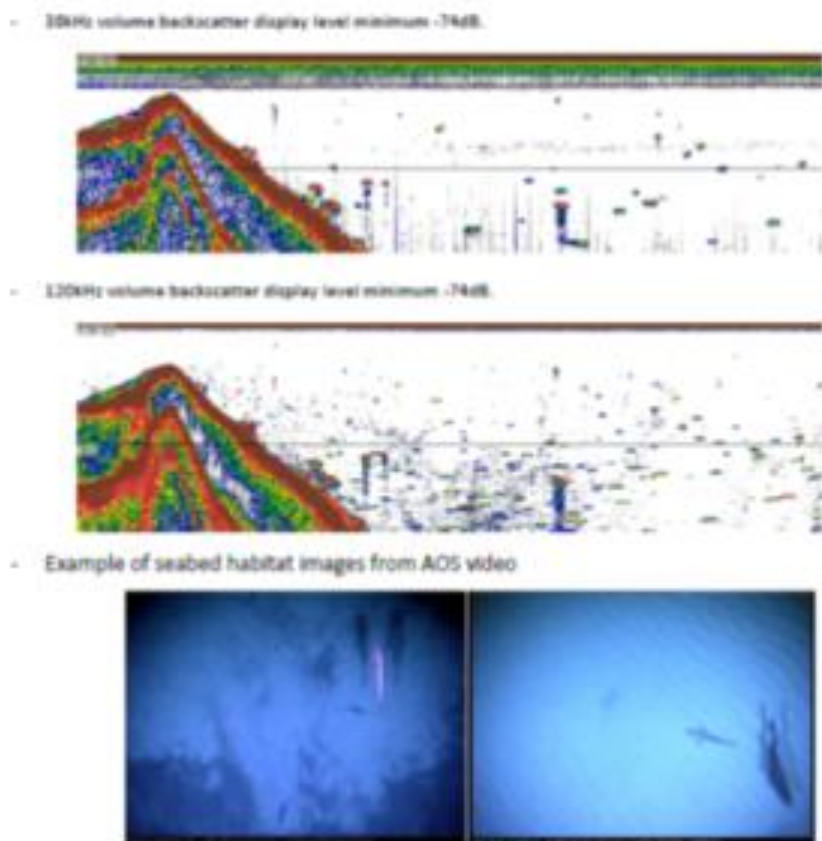 - 38kHz volume backscatter display level minimum -74dB.
- 120kHz volume backscatter display level minimum -74dB.
- Example of seabed habitat images from AOS video